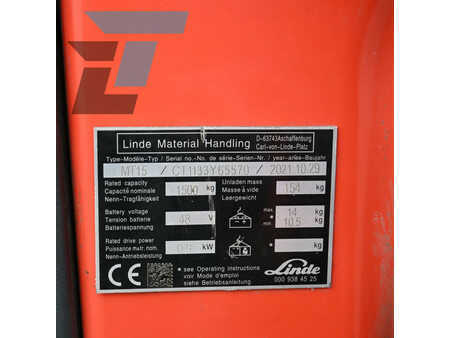 Linde Material Handling
D-63743Aschaffenburg
Carl-von-Linde-Platz
Type-Modèle-Typ / Serial no.-No. de série-Serien-Nr. / year-année-Baujahr
MT15 / CT1133Y65570 / 2021.10.29
Rated capacity
Capacité nominale 1500 kg
Nenn-Tragfähigkeit
Unladen mass
Masse à vide 154 kg
Leergewicht
Battery voltage
Tension batterie 48 V
Batteriespannung
max * 14 kg
min * 10.5 kg
Rated drive power
Puissance motr. nom. kW
Nenn-Antriebsleistung
* kg
CE
* see Operating instructions
voir Mode d'emploi
siehe Betriebsanleitung
Linde
000 938 45 25